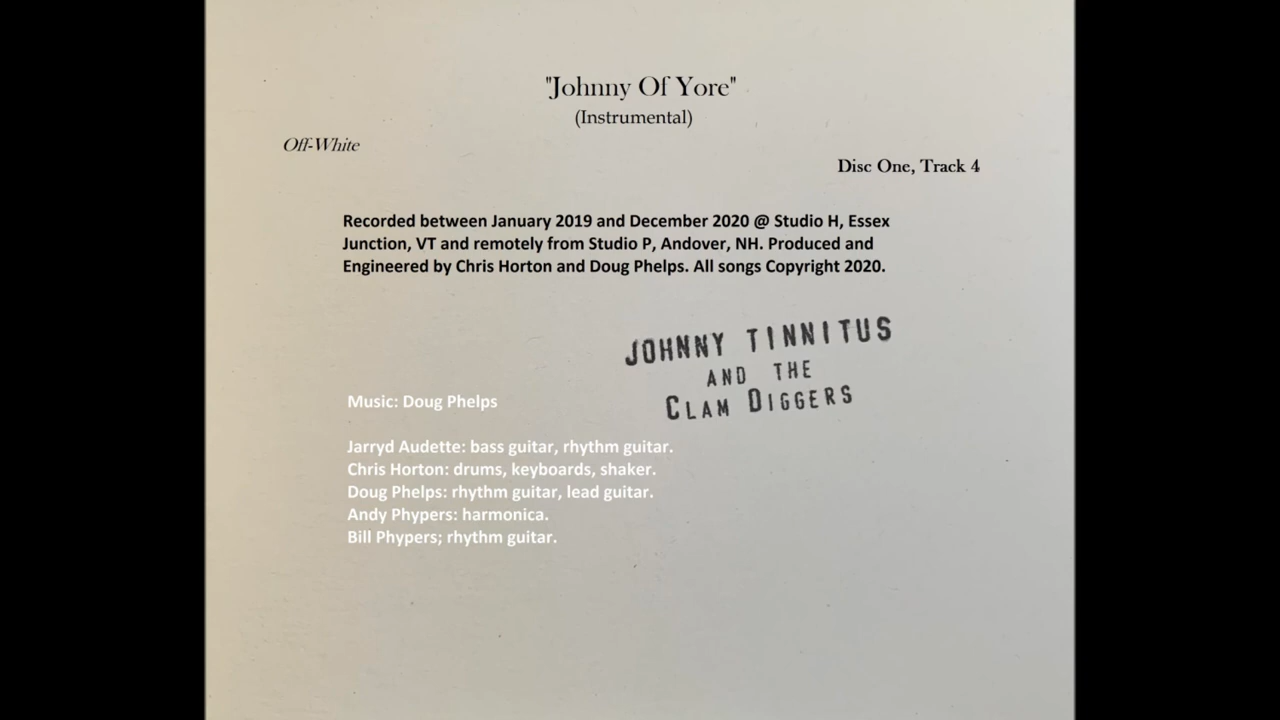 "Johnny Of Yore"
(Instrumental)
Off-White
Disc One, Track 4
Recorded between January 2019 and December 2020 @ Studio H, Essex
Junction, VT and remotely from Studio P, Andover, NH. Produced and
Engineered by Chris Horton and Doug Phelps. All songs Copyright 2020.
JOHNNY TINNITUS
AND THE
CLAM DIGGERS
Music: Doug Phelps
Jarryd Audette: bass guitar, rhythm guitar.
Chris Horton: drums, keyboards, shaker.
Doug Phelps: rhythm guitar, lead guitar.
Andy Phypers: harmonica.
Bill Phypers; rhythm guitar.